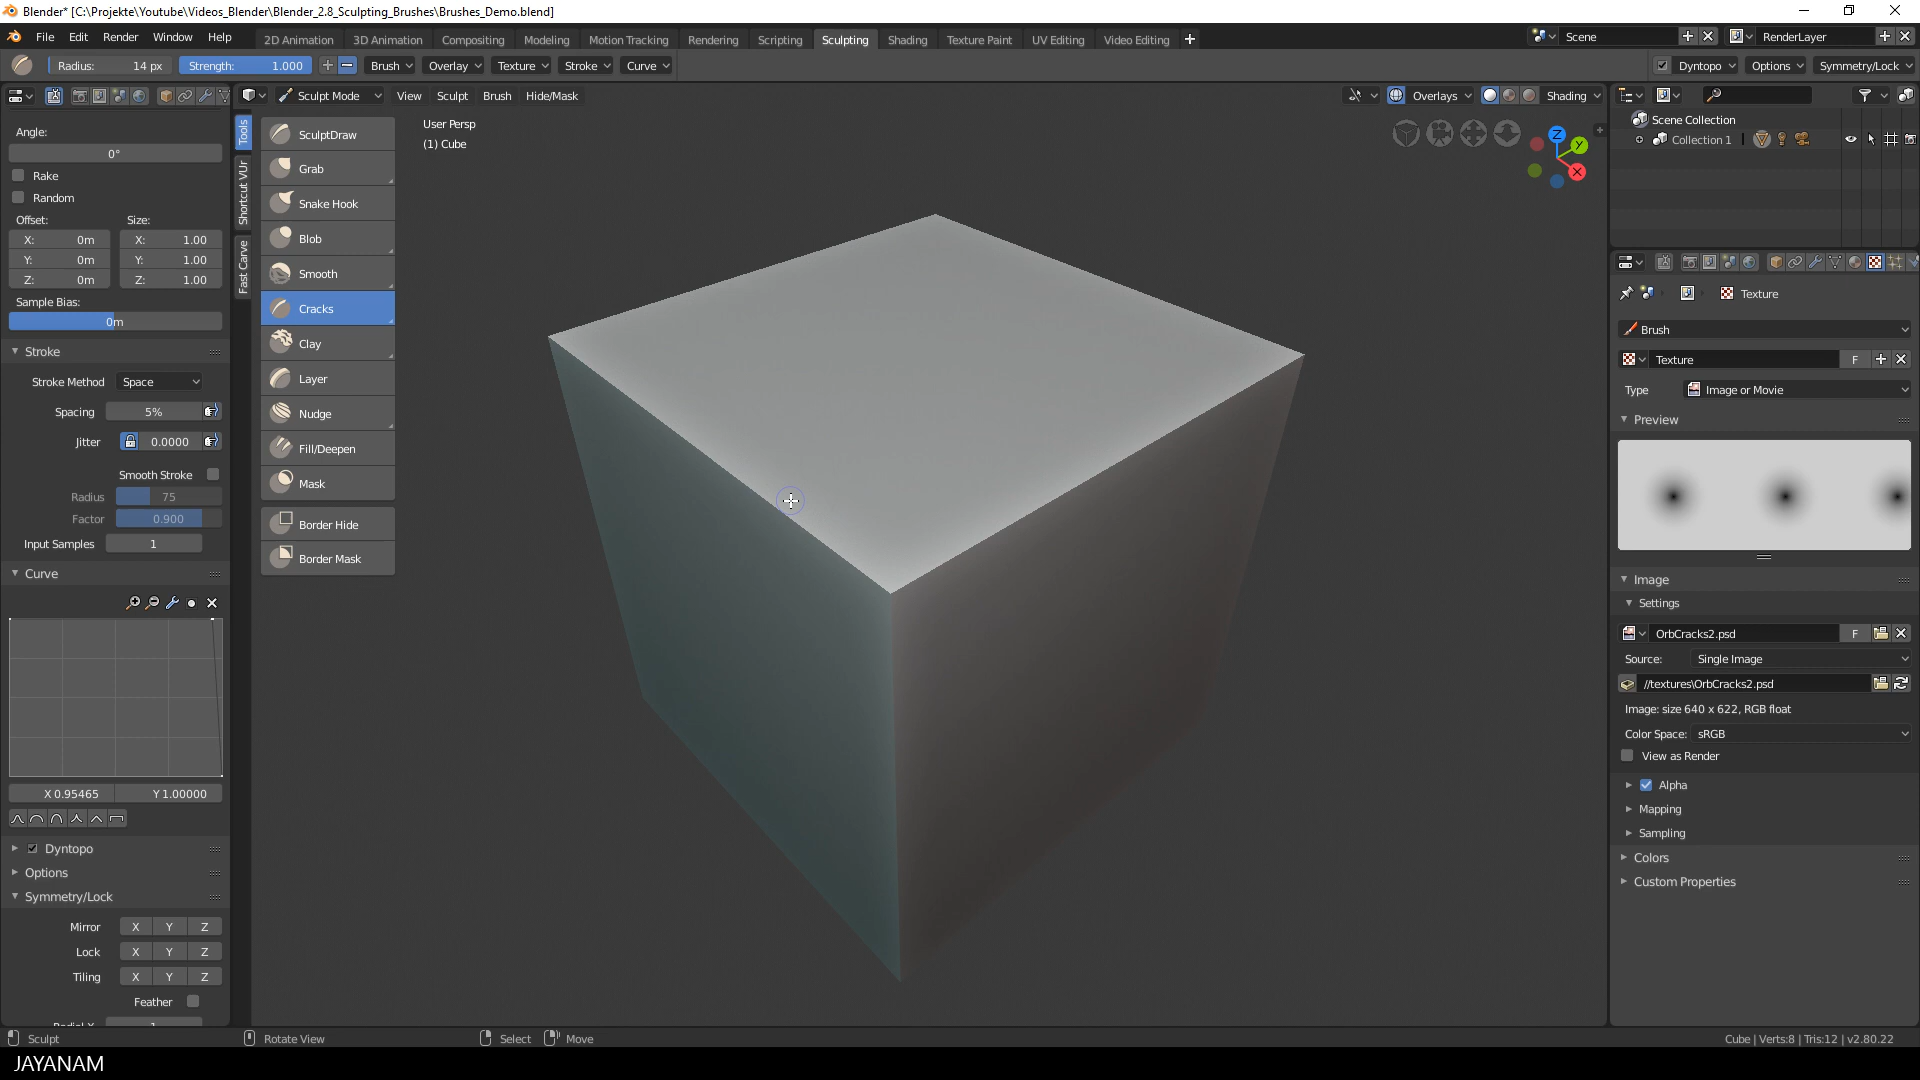 Blender* [C:\Projekte\Youtube\Videos_Blender\Blender_2.8_Sculpting_Brushes\Brushes_Demo.blend]
File Edit Render Window Help
2D Animation 3D Animation Compositing Modeling Motion Tracking Rendering Scripting Sculpting Shading Texture Paint UV Editing Video Editing
Scene
RenderLayer
Radius: 14 px
Strength: 1.000
Brush Overlay Texture Stroke Curve
Dyntopo Options Symmetry/Lock
Sculpt Mode View Sculpt Brush Hide/Mask
Overlays
Shading
Angle:
0°
Rake
Random
Offset: Size:
X: 0m X: 1.00
Y: 0m Y: 1.00
Z: 0m Z: 1.00
Sample Bias:
0m
Stroke
Stroke Method Space
Spacing 5%
Jitter 0.0000
Smooth Stroke
Radius 75
Factor 0.900
Input Samples 1
Curve
X 0.95465 Y 1.00000
Dyntopo
Options
Symmetry/Lock
Mirror X Y Z
Lock X Y Z
Tiling X Y Z
Feather
Tools
Shortcut VUr
Fast Carve
SculptDraw
Grab
Snake Hook
Blob
Smooth
Cracks
Clay
Layer
Nudge
Fill/Deepen
Mask
Border Hide
Border Mask
User Persp
(1) Cube
Z
Y
X
Scene Collection
Collection 1
Texture
Brush
Texture F
Type Image or Movie
Preview
Image
Settings
OrbCracks2.psd F
Source: Single Image
//textures\OrbCracks2.psd
Image: size 640 x 622, RGB float
Color Space: sRGB
View as Render
Alpha
Mapping
Sampling
Colors
Custom Properties
Sculpt Rotate View Select Move
Cube | Verts:8 | Tris:12 | v2.80.22
JAYANAM